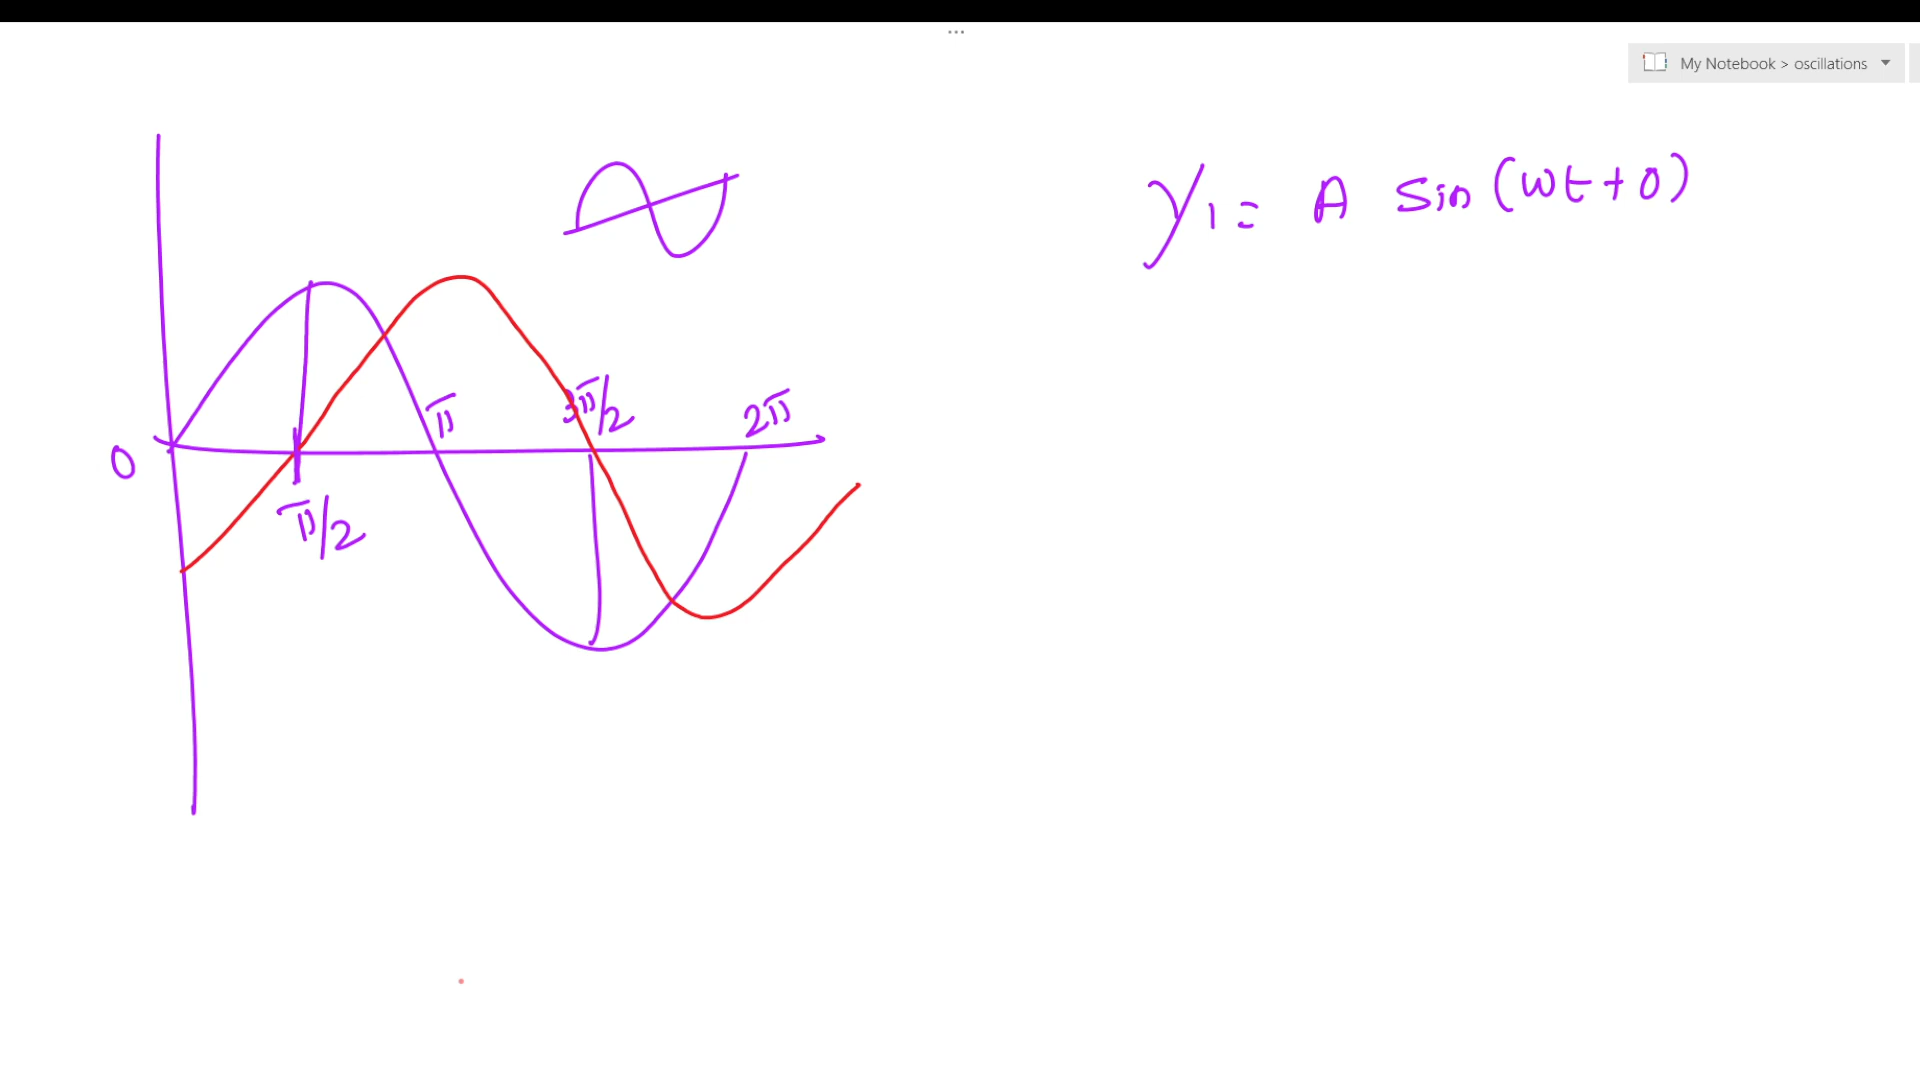 ...
My Notebook > oscillations
y₁ = A sin (ωt + 0)
π
3π/2
2π
0
π/2